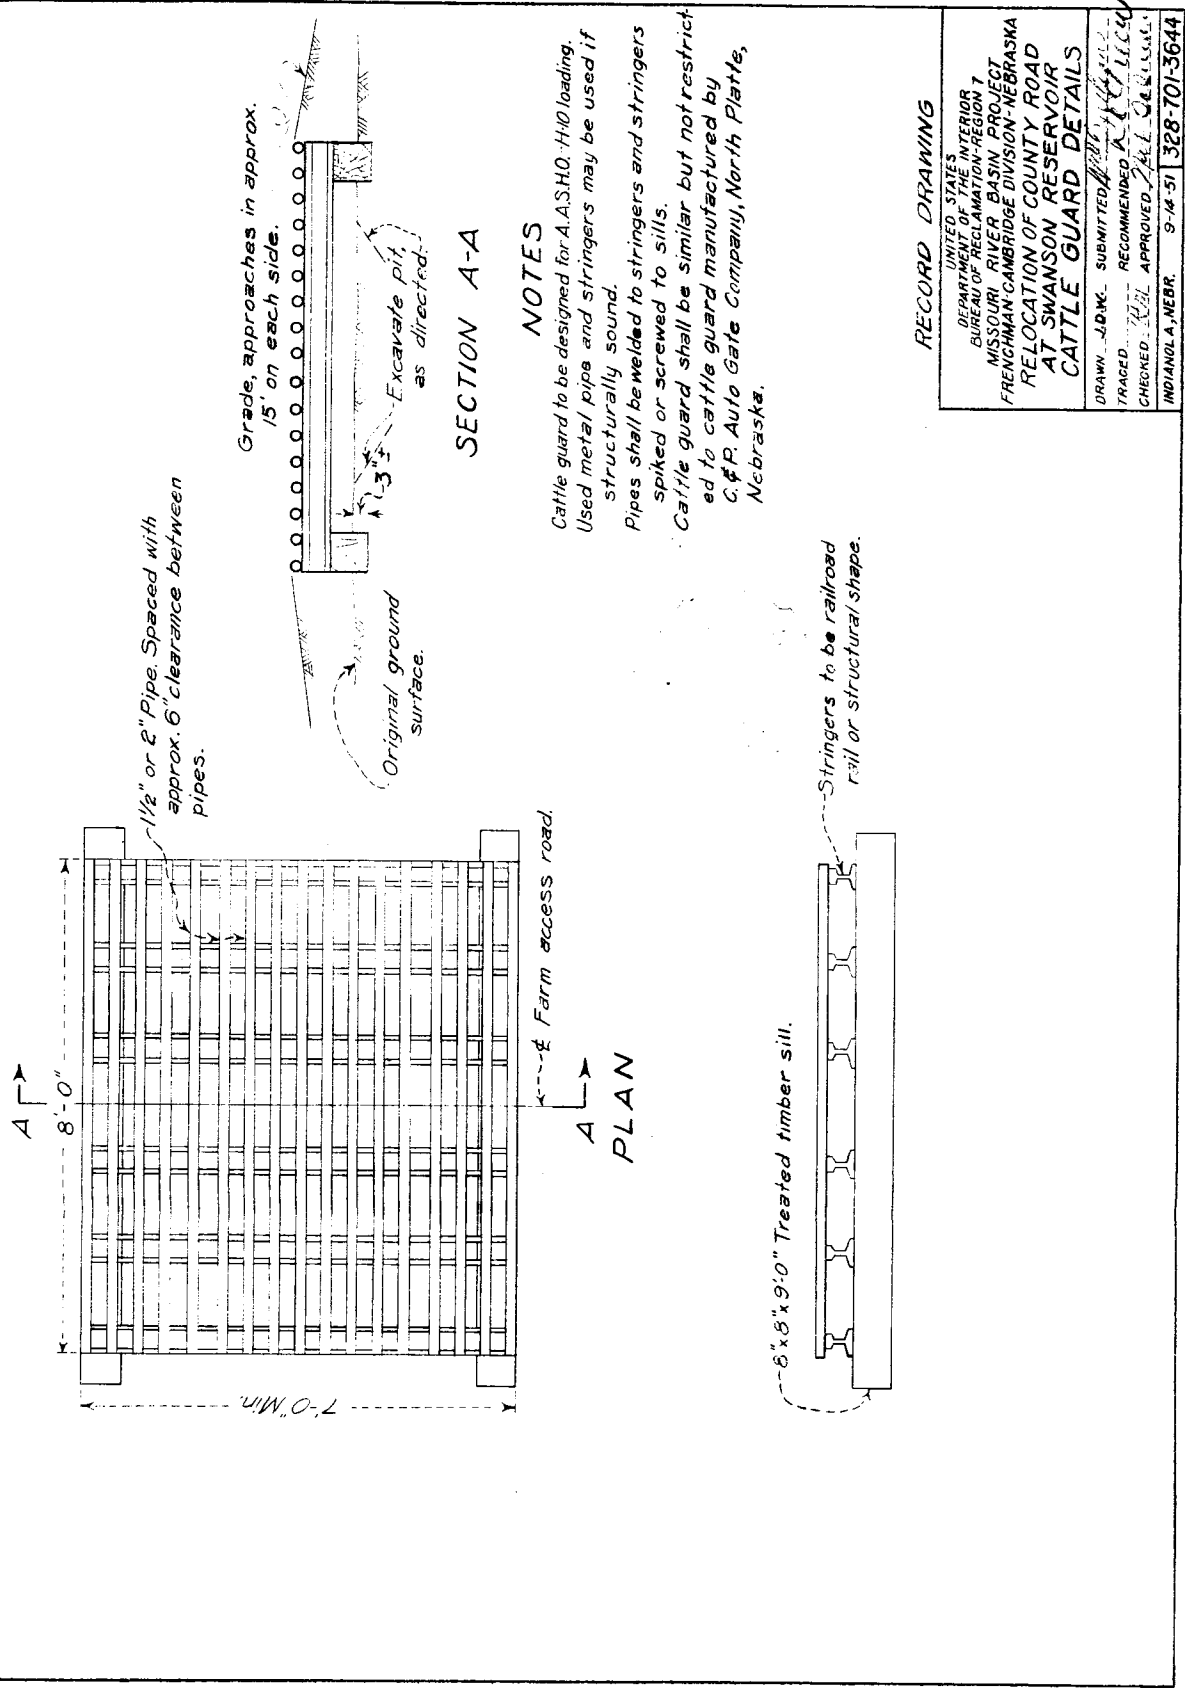 A
8'-0"
7'-0" Min.
1½" or 2" Pipe. Spaced with
approx. 6" clearance between
pipes.
¢ Farm access road.
A
PLAN
Grade, approaches in approx.
15' on each side.
Original ground
surface.
3"±
Excavate pit,
as directed
SECTION A-A
NOTES
Cattle guard to be designed for A.A.S.H.O.-H-10 loading.
Used metal pipe and stringers may be used if
structurally sound.
Pipes shall be welded to stringers and stringers
spiked or screwed to sills.
Cattle guard shall be similar but not restrict-
ed to cattle guard manufactured by
C.&P. Auto Gate Company, North Platte,
Nebraska.
8"x8"x9'-0" Treated timber sill.
Stringers to be railroad
rail or structural shape.
RECORD DRAWING
UNITED STATES
DEPARTMENT OF THE INTERIOR
BUREAU OF RECLAMATION-REGION 7
MISSOURI RIVER BASIN PROJECT
FRENCHMAN-CAMBRIDGE DIVISION-NEBRASKA
RELOCATION OF COUNTY ROAD
AT SWANSON RESERVOIR
CATTLE GUARD DETAILS
DRAWN SUBMITTED
TRACED RECOMMENDED
CHECKED APPROVED
INDIANOLA, NEBR. 9-14-51 328-701-3644